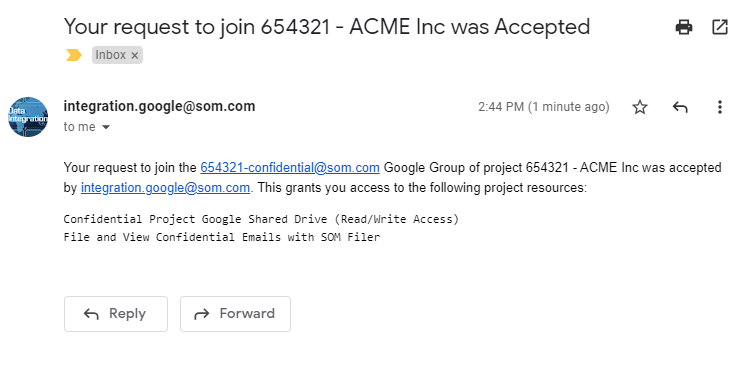 Your request to join 654321 - ACME Inc was Accepted
Inbox ×
Data
Integration
integration.google@som.com
2:44 PM (1 minute ago)
to me
Your request to join the 654321-confidential@som.com Google Group of project 654321 - ACME Inc was accepted
by integration.google@som.com. This grants you access to the following project resources:
Confidential Project Google Shared Drive (Read/Write Access)
File and View Confidential Emails with SOM Filer
Reply
Forward